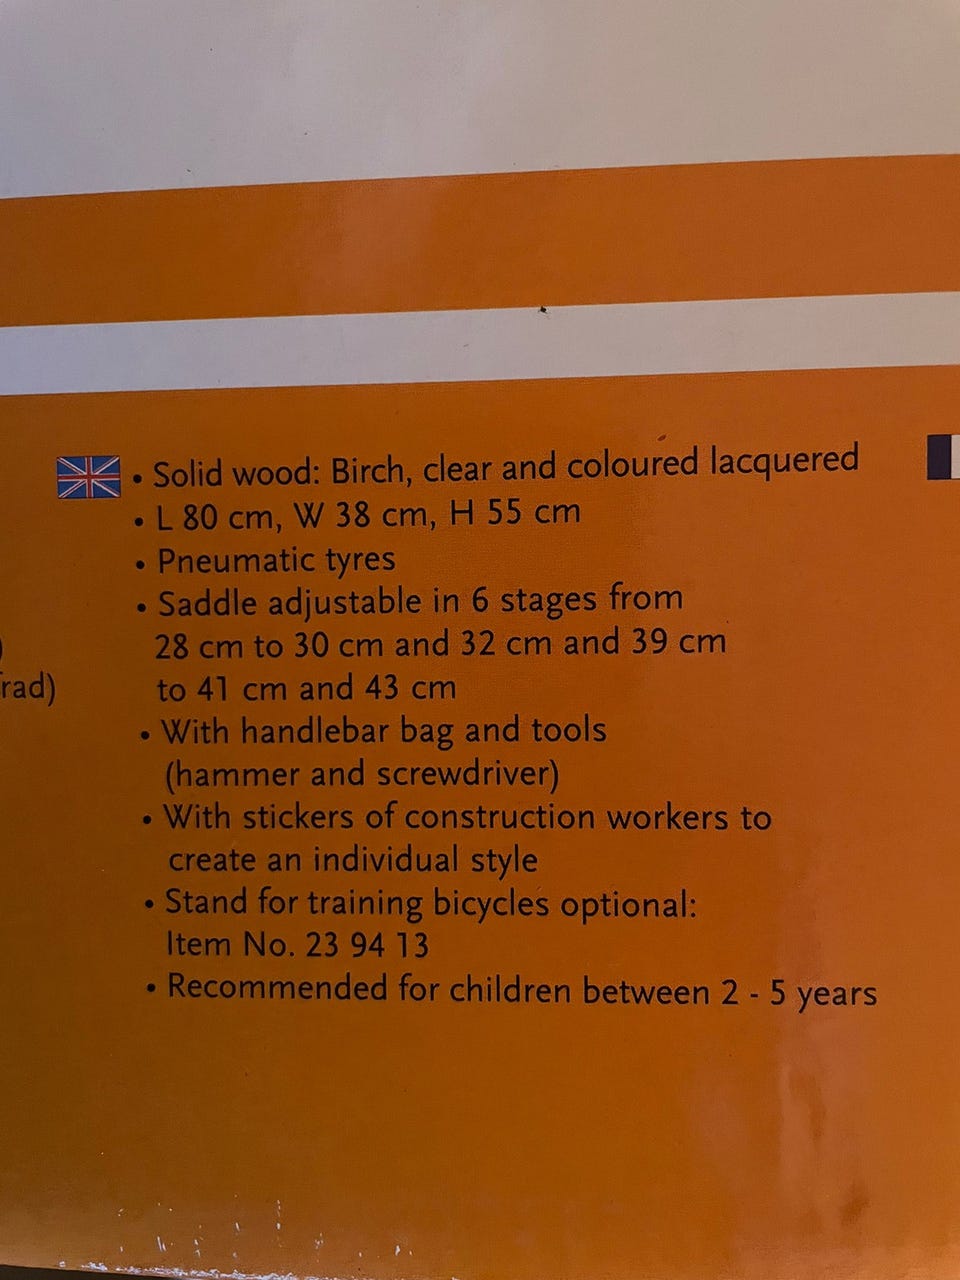 • Solid wood: Birch, clear and coloured lacquered
• L 80 cm, W 38 cm, H 55 cm
• Pneumatic tyres
• Saddle adjustable in 6 stages from
28 cm to 30 cm and 32 cm and 39 cm
)
to 41 cm and 43 cm
rad)
• With handlebar bag and tools
(hammer and screwdriver)
• With stickers of construction workers to
create an individual style
• Stand for training bicycles optional:
Item No. 23 94 13
• Recommended for children between 2 - 5 years